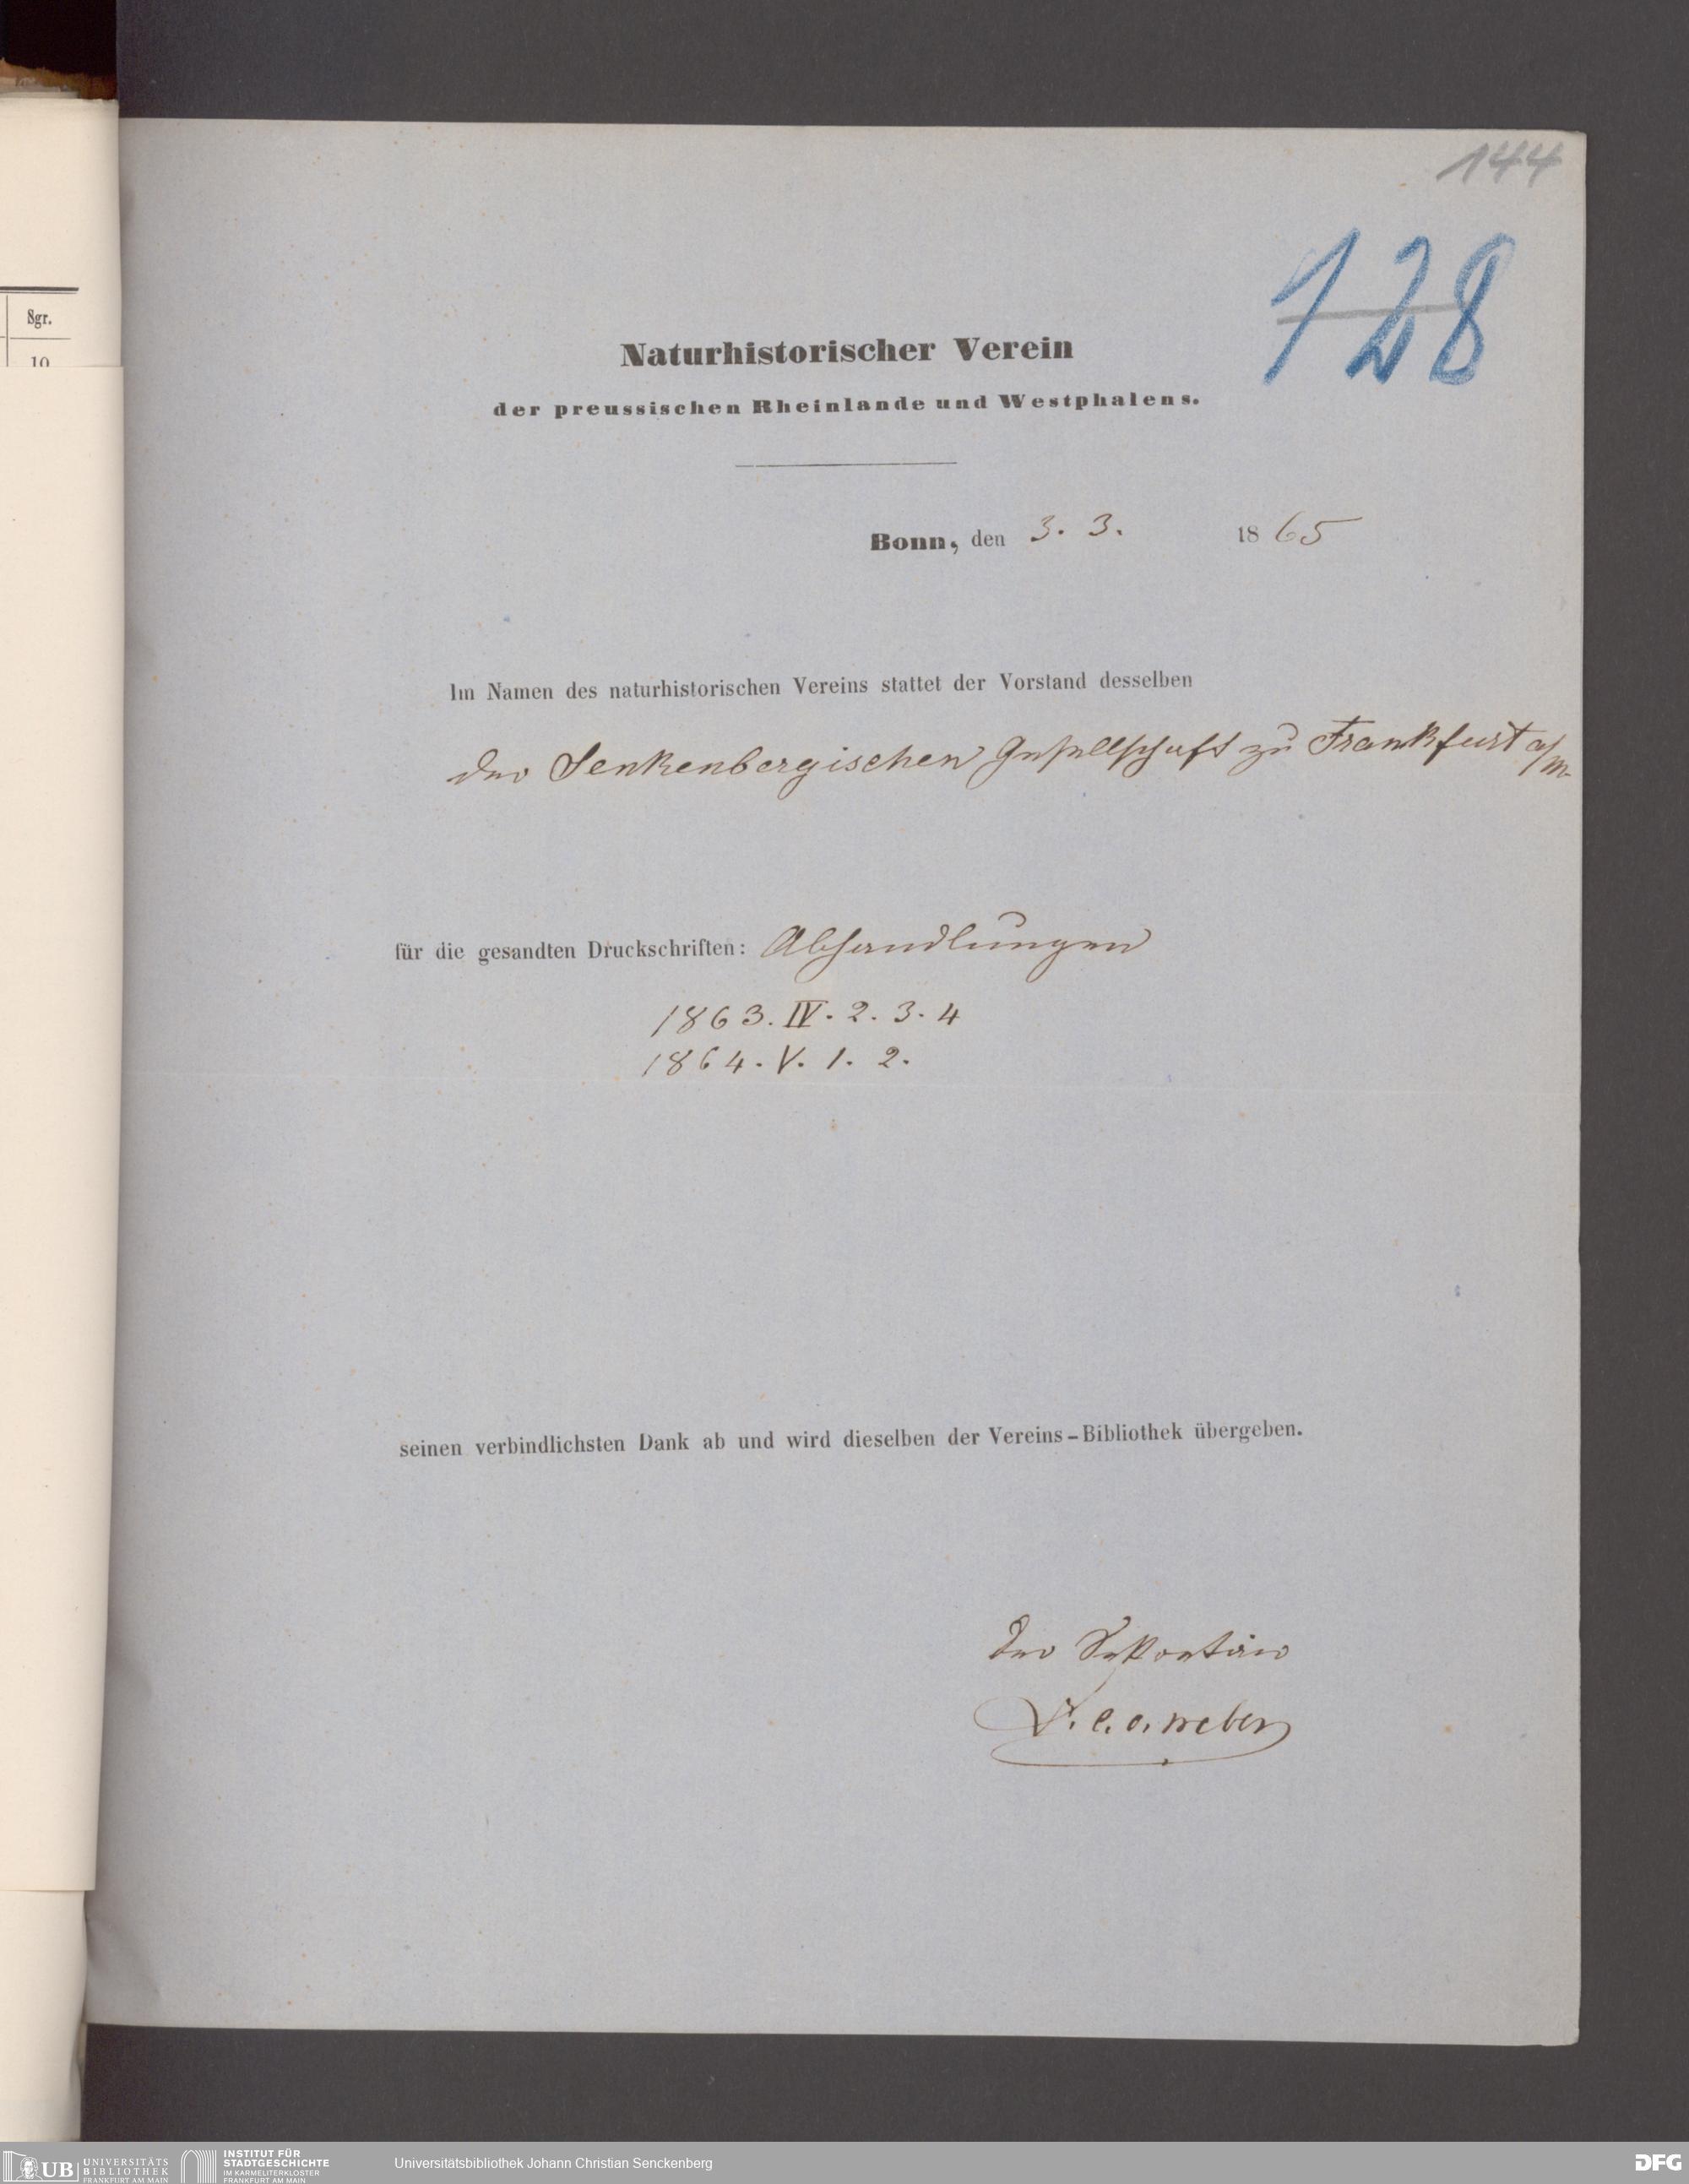 144
128
Naturhistorischer Verein
der preussischen Rheinlande und Westphalens.
Bonn, den 3. 3. 1865
Im Namen des naturhistorischen Vereins stattet der Vorstand desselben
der Senkenbergischen Gesellschaft zu Frankfurt a/m.
für die gesandten Druckschriften: Abhandlungen
1863. IV. 2. 3. 4
1864. V. 1. 2.
seinen verbindlichsten Dank ab und wird dieselben der Vereins-Bibliothek übergeben.
Der Sekretär
Dr. C. O. Weber
Sgr.
10
UB UNIVERSITÄTS
BIBLIOTHEK
FRANKFURT AM MAIN
INSTITUT FÜR
STADTGESCHICHTE
IM KARMELITERKLOSTER
FRANKFURT AM MAIN
Universitätsbibliothek Johann Christian Senckenberg
DFG